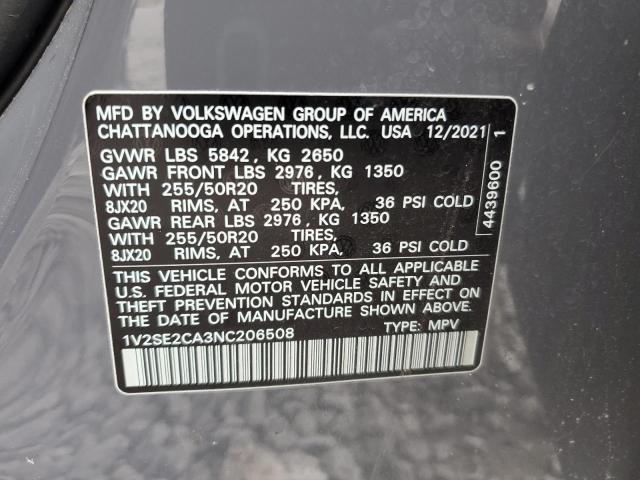 MFD BY VOLKSWAGEN GROUP OF AMERICA
CHATTANOOGA OPERATIONS, LLC. USA 12/2021
GVWR LBS 5842, KG 2650
GAWR FRONT LBS 2976, KG 1350
WITH 255/50R20 TIRES,
8JX20 RIMS, AT 250 KPA, 36 PSI COLD
GAWR REAR LBS 2976, KG 1350
WITH 255/50R20 TIRES,
8JX20 RIMS, AT 250 KPA, 36 PSI COLD
THIS VEHICLE CONFORMS TO ALL APPLICABLE
U.S. FEDERAL MOTOR VEHICLE SAFETY AND
THEFT PREVENTION STANDARDS IN EFFECT ON
THE DATE OF MANUFACTURE SHOWN ABOVE.
1V2SE2CA3NC206508 TYPE: MPV
4439600 1